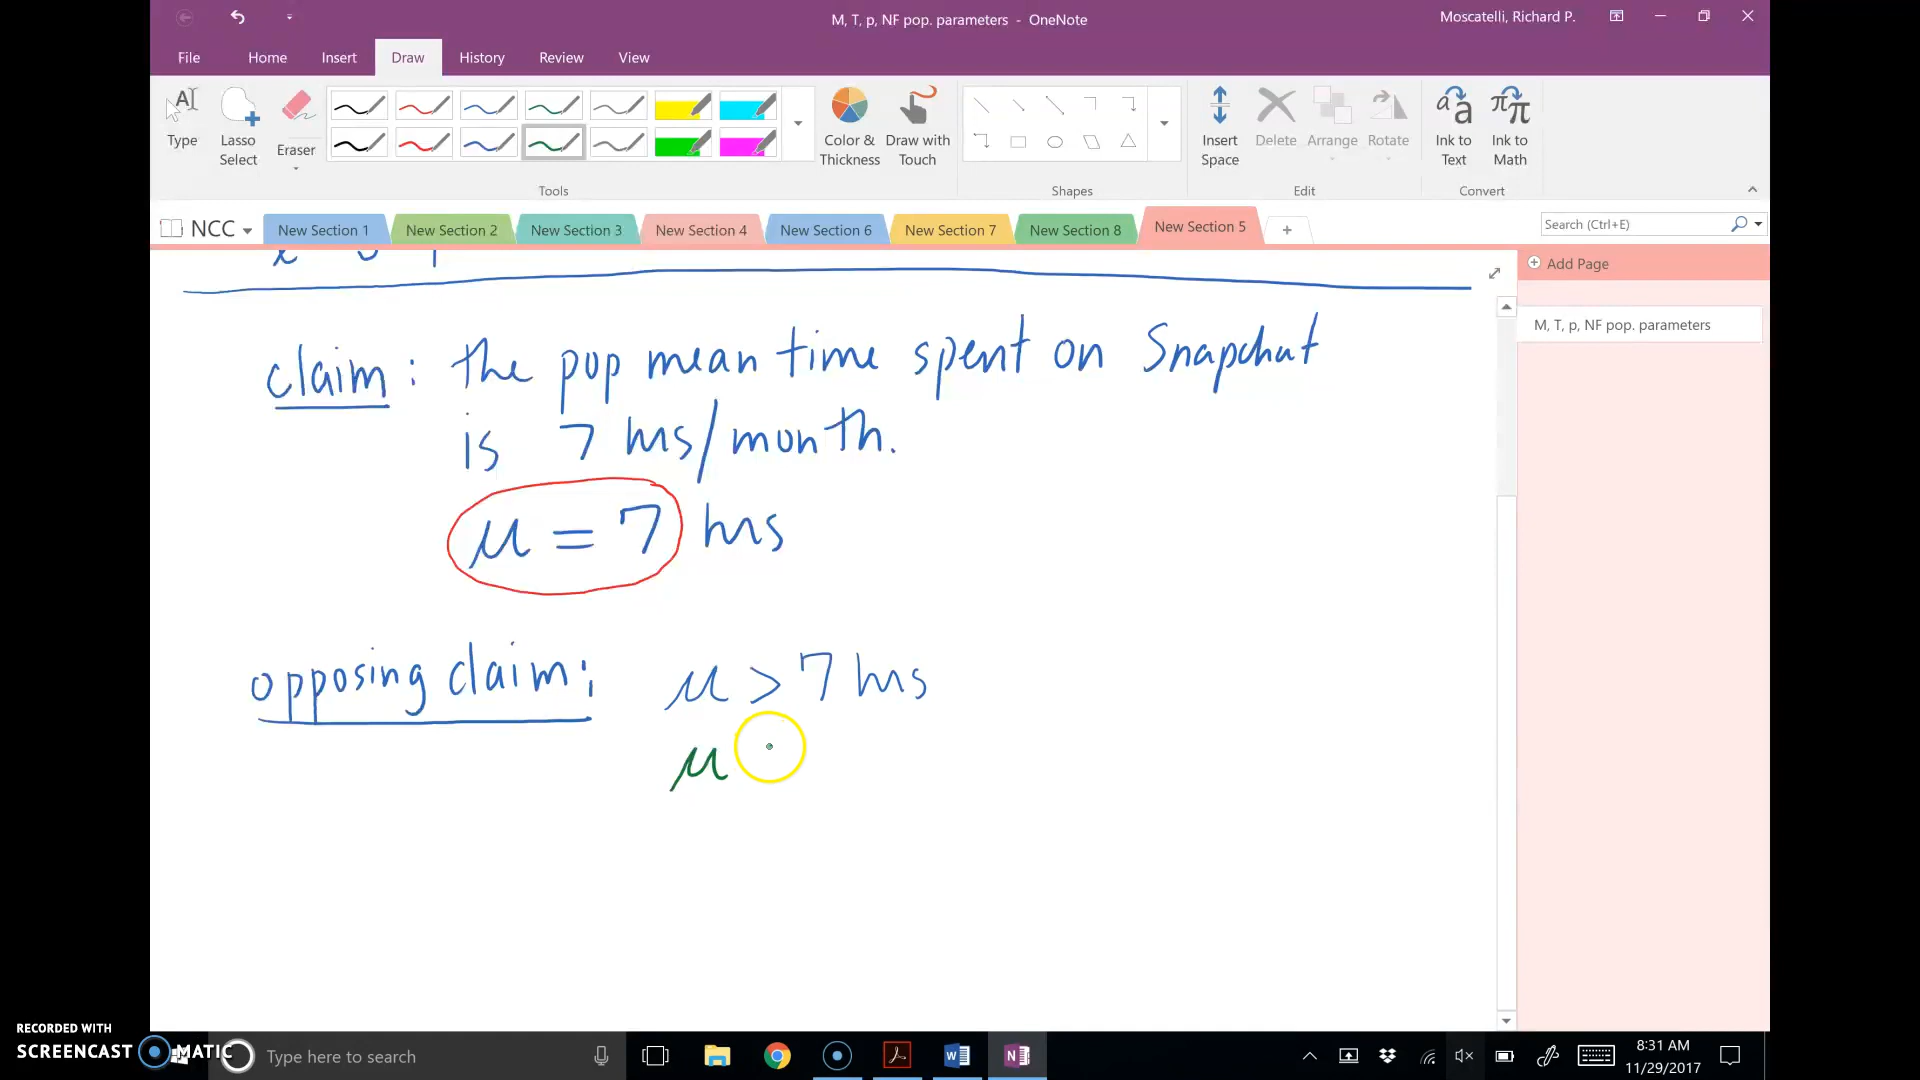 M, T, p, NF pop. parameters - OneNote
Moscatelli, Richard P.
File Home Insert Draw History Review View
Type
Lasso Select
Eraser
Color & Thickness
Draw with Touch
Insert Space
Delete
Arrange
Rotate
Ink to Text
Ink to Math
Tools
Shapes
Edit
Convert
NCC
New Section 1 New Section 2 New Section 3 New Section 4 New Section 6 New Section 7 New Section 8 New Section 5 +
Search (Ctrl+E)
Add Page
M, T, p, NF pop. parameters
claim: the pop mean time spent on Snapchat
is 7 hrs/month.
μ = 7 hrs
opposing claim: μ > 7 hrs
μ
RECORDED WITH
SCREENCAST MATIC
Type here to search
8:31 AM
11/29/2017